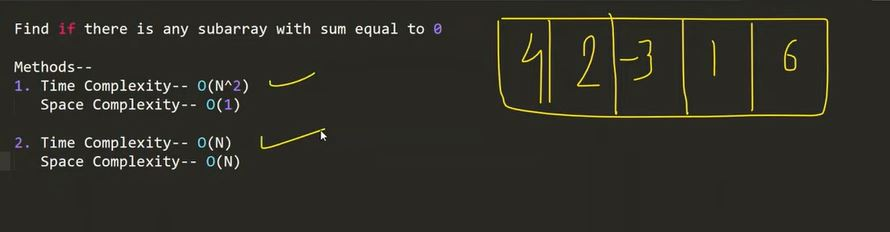 Find if there is any subarray with sum equal to 0
4 2 -3 1 6
Methods--
1. Time Complexity-- O(N^2)
Space Complexity-- O(1)
2. Time Complexity-- O(N)
Space Complexity-- O(N)